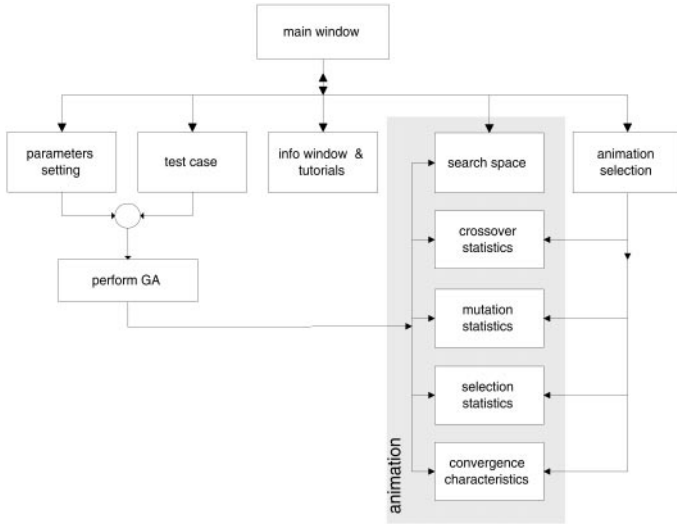 main window
parameters
setting
test case
info window & 
tutorials
search space
animation
selection
crossover
statistics
perform GA
mutation
statistics
selection
statistics
convergence
characteristics
animation